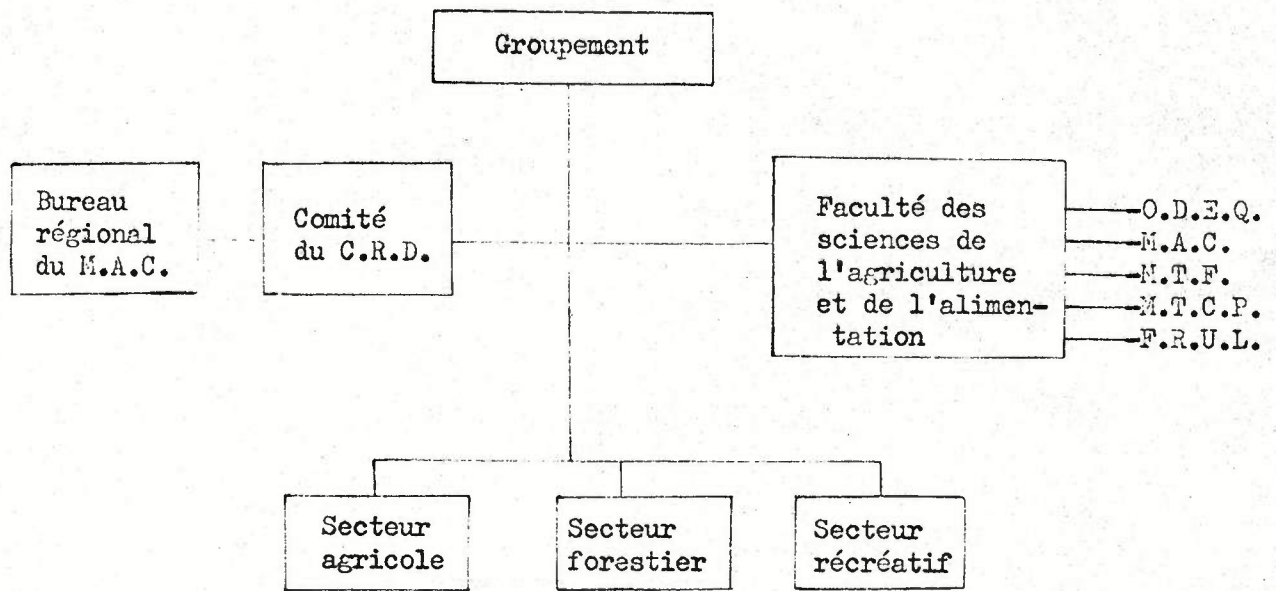 Groupement
Bureau
régional
du M.A.C.
Comité
du C.R.D.
Faculté des
sciences de
l'agriculture
et de l'alimen-
tation
O.D.E.Q.
M.A.C.
M.T.F.
M.T.C.P.
F.R.U.L.
Secteur
agricole
Secteur
forestier
Secteur
récréatif